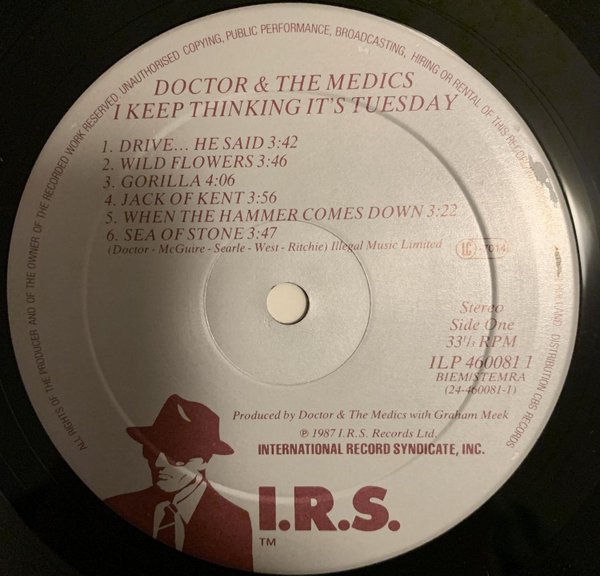 ALL RIGHTS OF THE PRODUCER AND OF THE OWNER OF THE RECORDED WORK RESERVED. UNAUTHORISED COPYING, PUBLIC PERFORMANCE, BROADCASTING, HIRING OR RENTAL OF THIS RECORDING
HOLLAND. DISTRIBUTION CBS RECORDS
DOCTOR & THE MEDICS
I KEEP THINKING IT'S TUESDAY
1. DRIVE... HE SAID 3:42
2. WILD FLOWERS 3:46
3. GORILLA 4:06
4. JACK OF KENT 3:56
5. WHEN THE HAMMER COMES DOWN 3:22
6. SEA OF STONE 3:47
(Doctor - McGuire - Searle - West - Ritchie) Illegal Music Limited
LC 7014
Stereo
Side One
33⅓ RPM
ILP 460081 1
BIEM/STEMRA
(24-460081-1)
Produced by Doctor & The Medics with Graham Meek
℗ 1987 I.R.S. Records Ltd.
INTERNATIONAL RECORD SYNDICATE, INC.
I.R.S.
TM